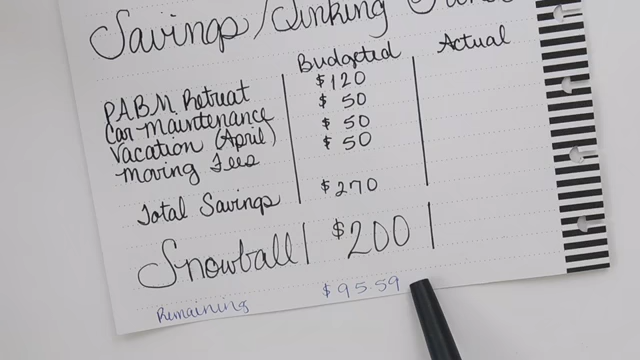 Savings/Sinking Funds
Budgeted Actual
P.A.B.M. Retreat $120
Car Maintenance $ 50
Vacation (April) $ 50
Moving Fees $ 50
Total Savings $270
Snowball $200
Remaining $95.59